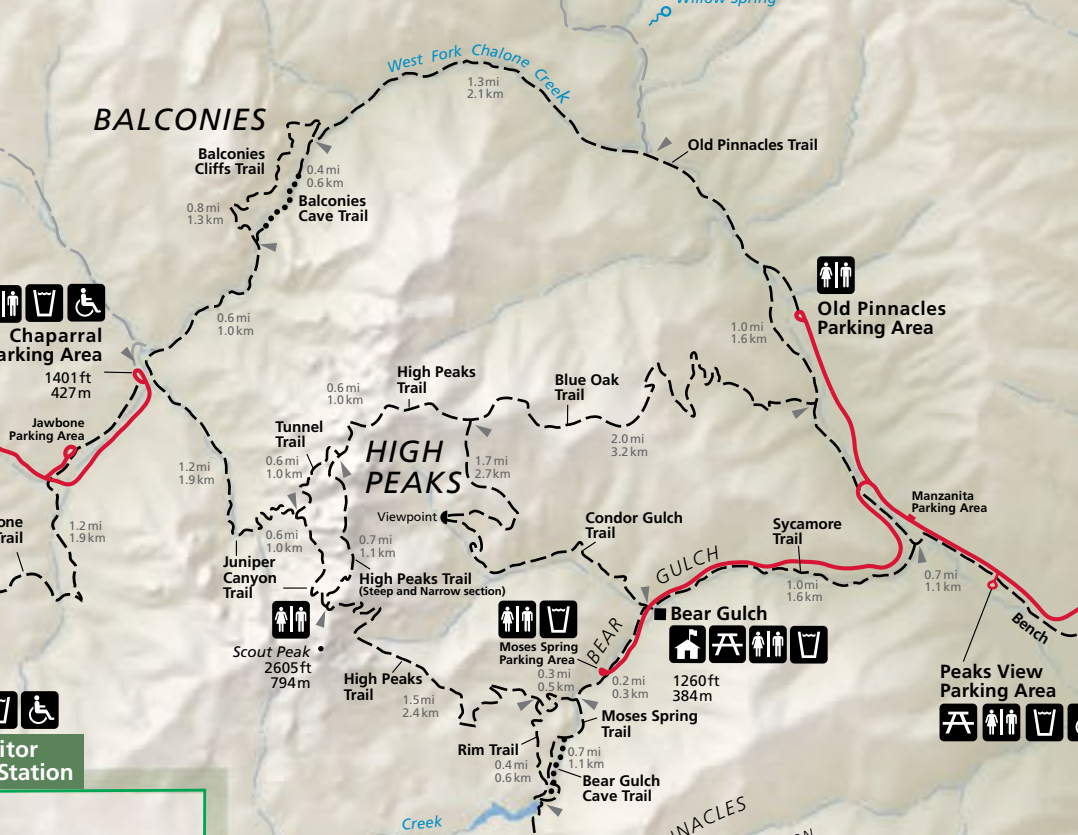 Willow Spring
West Fork Chalone Creek
1.3 mi
2.1 km
BALCONIES
Balconies
Cliffs Trail
Old Pinnacles Trail
0.4 mi
0.6 km
0.8 mi
1.3 km
Balconies
Cave Trail
Old Pinnacles
Parking Area
0.6 mi
1.0 km
1.0 mi
1.6 km
Chaparral
arking Area
1401 ft
427 m
High Peaks
Trail
Blue Oak
Trail
0.6 mi
1.0 km
Jawbone
Parking Area
Tunnel
Trail
HIGH
PEAKS
2.0 mi
3.2 km
0.6 mi
1.0 km
1.7 mi
2.7 km
1.2 mi
1.9 km
Manzanita
Parking Area
Viewpoint
Condor Gulch
Trail
Sycamore
Trail
one
Trail
1.2 mi
1.9 km
0.6 mi
1.0 km
0.7 mi
1.1 km
Juniper
Canyon
Trail
High Peaks Trail
(Steep and Narrow section)
BEAR GULCH
1.0 mi
1.6 km
0.7 mi
1.1 km
Bear Gulch
Bench
Moses Spring
Parking Area
Scout Peak
2605 ft
794 m
0.3 mi
0.5 km
0.2 mi
0.3 km
1260 ft
384 m
Peaks View
Parking Area
High Peaks
Trail
1.5 mi
2.4 km
Moses Spring
Trail
Rim Trail
0.4 mi
0.6 km
0.7 mi
1.1 km
Bear Gulch
Cave Trail
itor
Station
Creek
NACLES